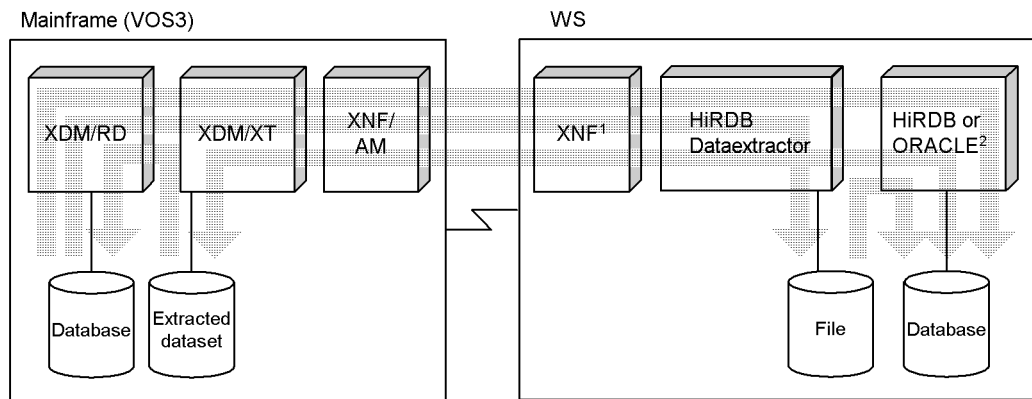 Mainframe (VOS3)
WS
XDM/RD
XDM/XT
XNF/
AM
XNF¹
HiRDB
Dataextractor
HiRDB or
ORACLE²
Database
Extracted
dataset
File
Database